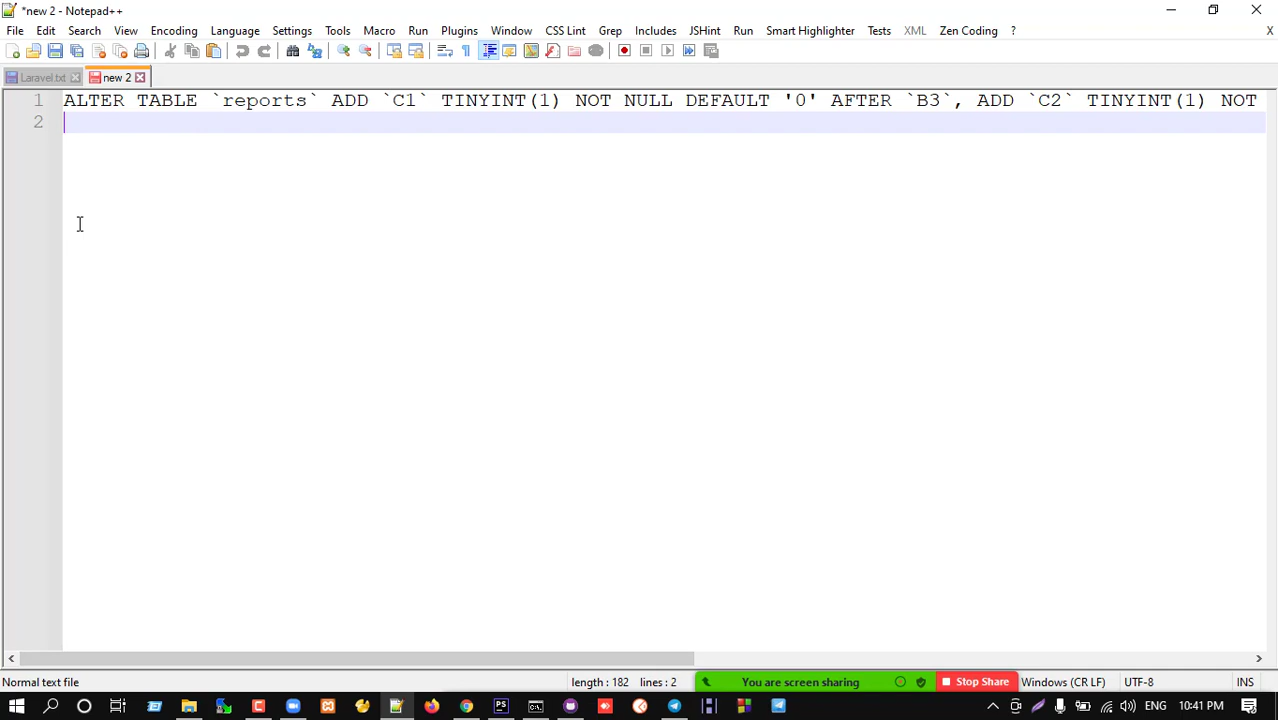 *new 2 - Notepad++
File Edit Search View Encoding Language Settings Tools Macro Run Plugins Window CSS Lint Grep Includes JSHint Run Smart Highlighter Tests XML Zen Coding ? X
Laravel.txt new 2
1 ALTER TABLE `reports` ADD `C1` TINYINT(1) NOT NULL DEFAULT '0' AFTER `B3`, ADD `C2` TINYINT(1) NOT
2
Normal text file length : 182 lines : 2 You are screen sharing Stop Share Windows (CR LF) UTF-8 INS
ENG 10:41 PM